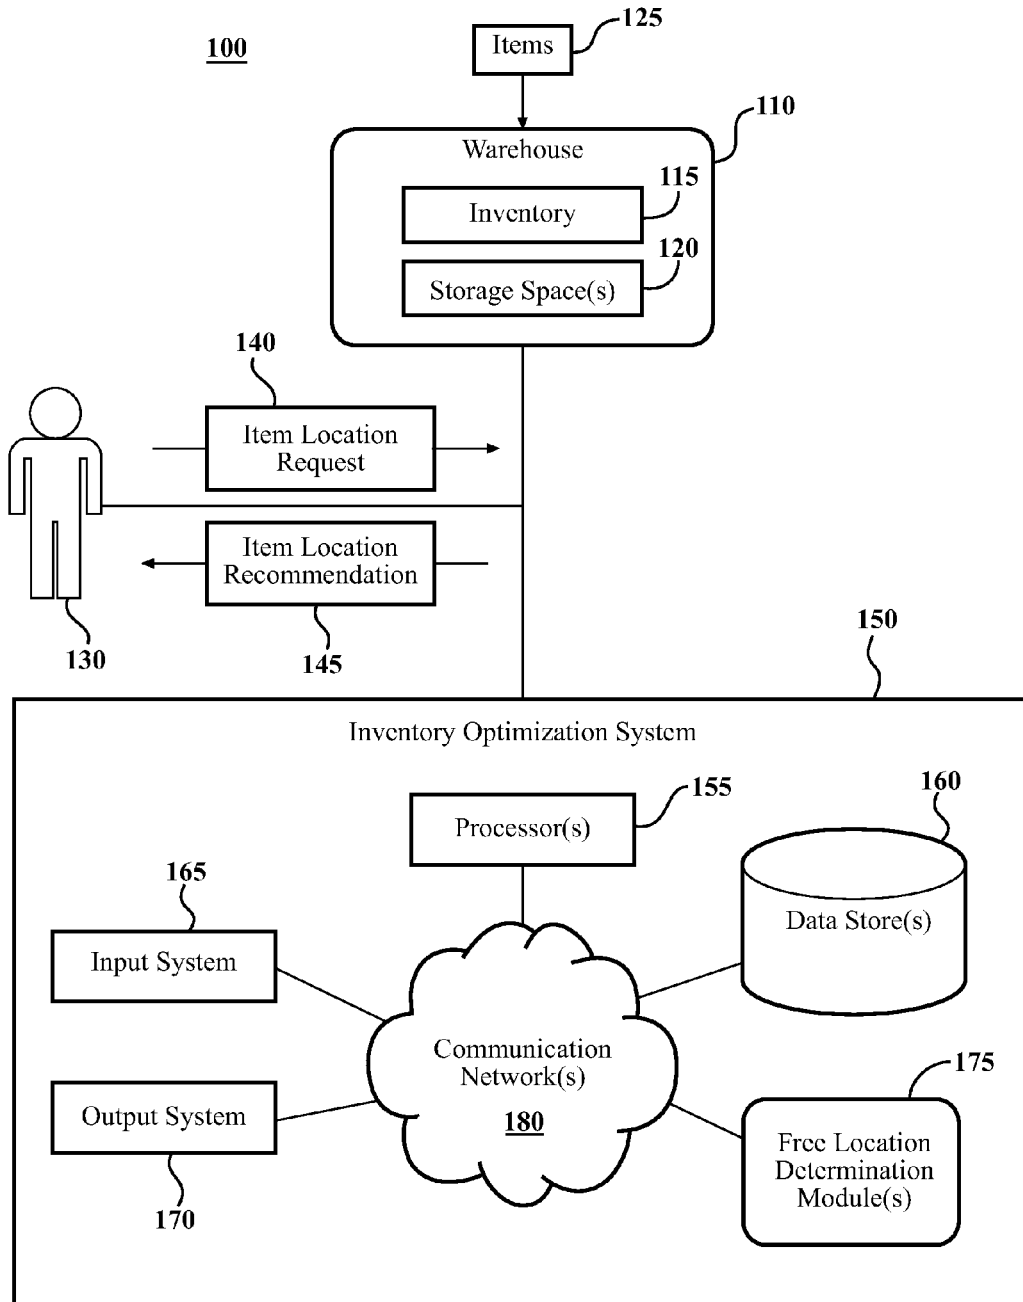 125
Items
100
110
Warehouse
115
Inventory
120
Storage Space(s)
140
Item Location
Request
Item Location
Recommendation
130
145
150
Inventory Optimization System
155
160
Processor(s)
165
Data Store(s)
Input System
Communication
Network(s)
175
Output System
180
Free Location
Determination
Module(s)
170